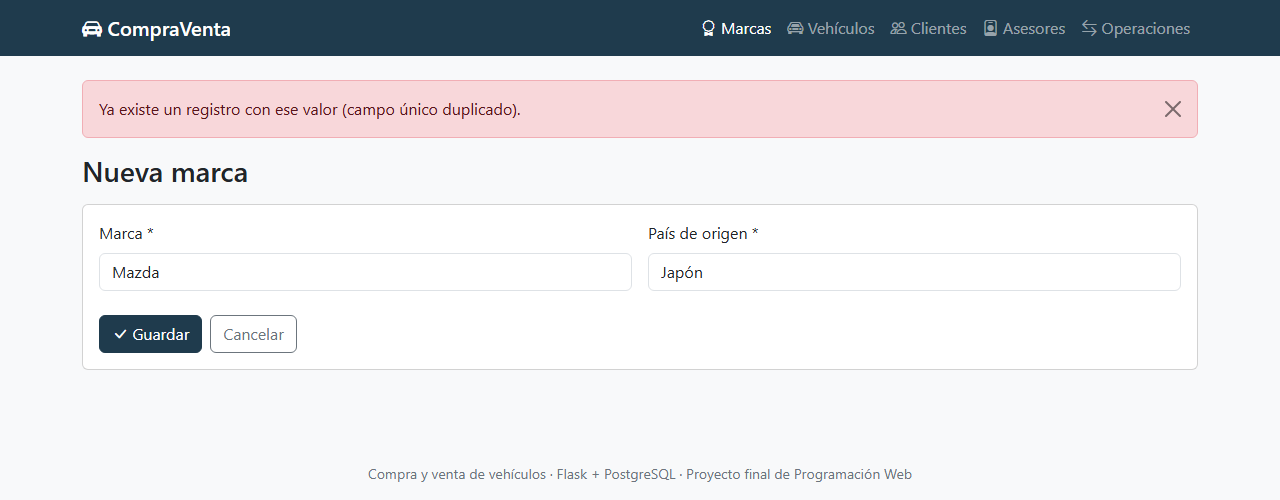 CompraVenta Marcas Vehículos Clientes Asesores Operaciones
Ya existe un registro con ese valor (campo único duplicado).
Nueva marca
Marca * País de origen *
Mazda Japón
Guardar Cancelar
Compra y venta de vehículos · Flask + PostgreSQL · Proyecto final de Programación Web